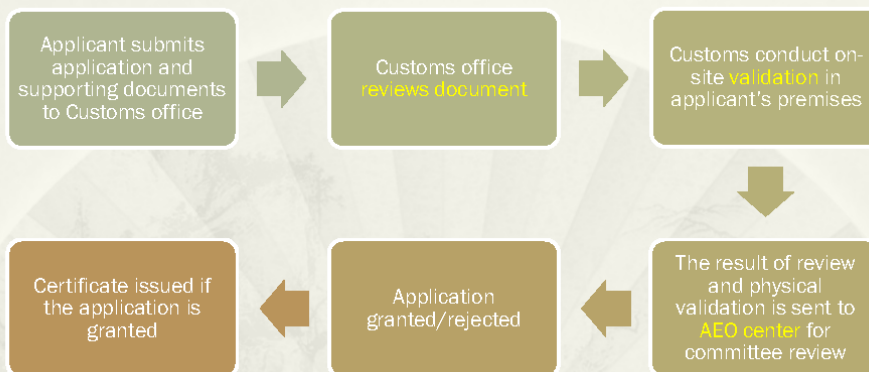 Applicant submits
application and
supporting documents
to Customs office
Customs office
reviews document
Customs conduct on-
site validation in
applicant's premises
The result of review
and physical
validation is sent to
AEO center for
committee review
Application
granted/rejected
Certificate issued if
the application is
granted